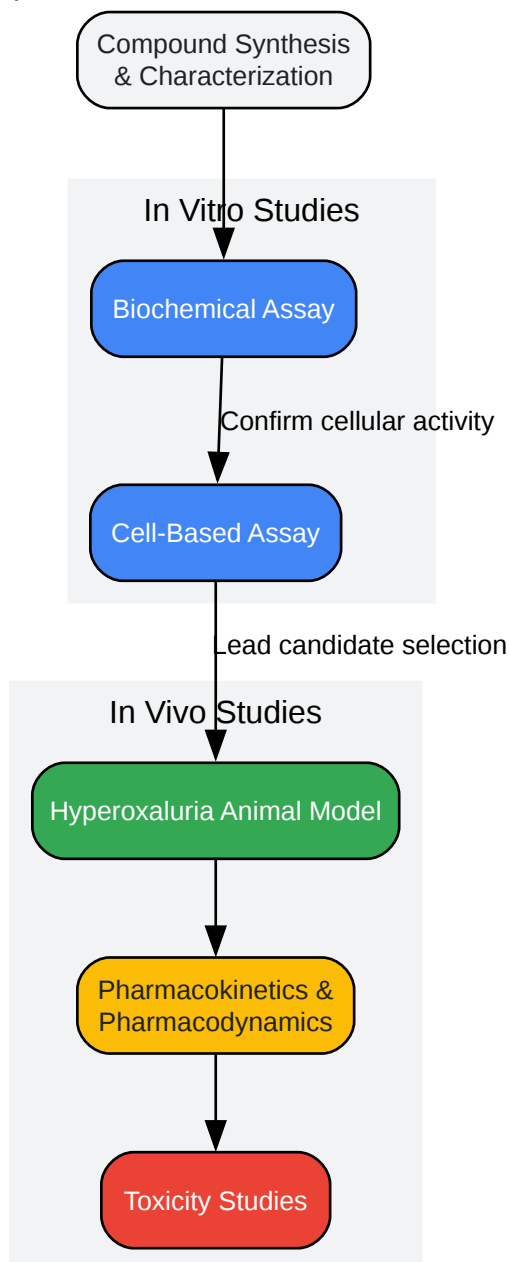 Compound Synthesis
& Characterization
In Vitro Studies
Biochemical Assay
Confirm cellular activity
Cell-Based Assay
Lead candidate selection
In Vivo Studies
Hyperoxaluria Animal Model
Pharmacokinetics &
Pharmacodynamics
Toxicity Studies